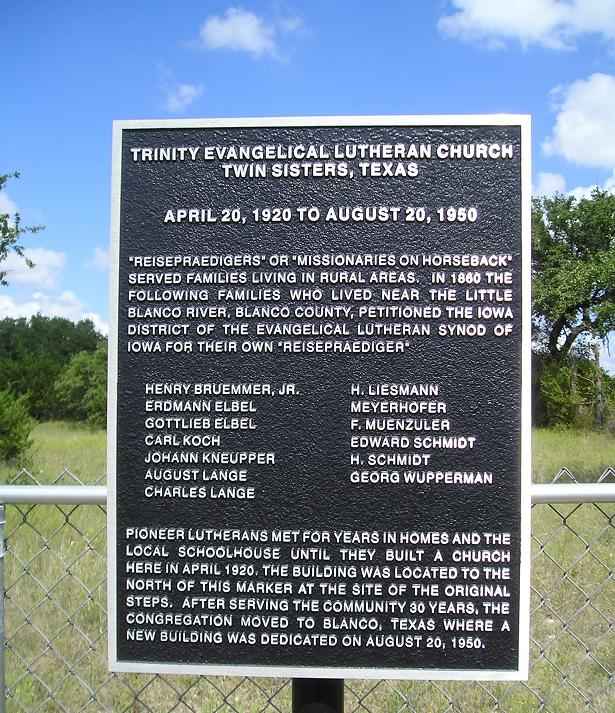 TRINITY EVANGELICAL LUTHERAN CHURCH
TWIN SISTERS, TEXAS
APRIL 20, 1920 TO AUGUST 20, 1950
"REISEPRAEDIGERS" OR "MISSIONARIES ON HORSEBACK"
SERVED FAMILIES LIVING IN RURAL AREAS. IN 1860 THE
FOLLOWING FAMILIES WHO LIVED NEAR THE LITTLE
BLANCO RIVER, BLANCO COUNTY, PETITIONED THE IOWA
DISTRICT OF THE EVANGELICAL LUTHERAN SYNOD OF
IOWA FOR THEIR OWN "REISEPRAEDIGER"
HENRY BRUEMMER, JR.
ERDMANN ELBEL
GOTTLIEB ELBEL
CARL KOCH
JOHANN KNEUPPER
AUGUST LANGE
CHARLES LANGE
H. LIESMANN
MEYERHOFER
F. MUENZULER
EDWARD SCHMIDT
H. SCHMIDT
GEORG WUPPERMAN
PIONEER LUTHERANS MET FOR YEARS IN HOMES AND THE
LOCAL SCHOOLHOUSE UNTIL THEY BUILT A CHURCH
HERE IN APRIL 1920. THE BUILDING WAS LOCATED TO THE
NORTH OF THIS MARKER AT THE SITE OF THE ORIGINAL
STEPS. AFTER SERVING THE COMMUNITY 30 YEARS, THE
CONGREGATION MOVED TO BLANCO, TEXAS WHERE A
NEW BUILDING WAS DEDICATED ON AUGUST 20, 1950.